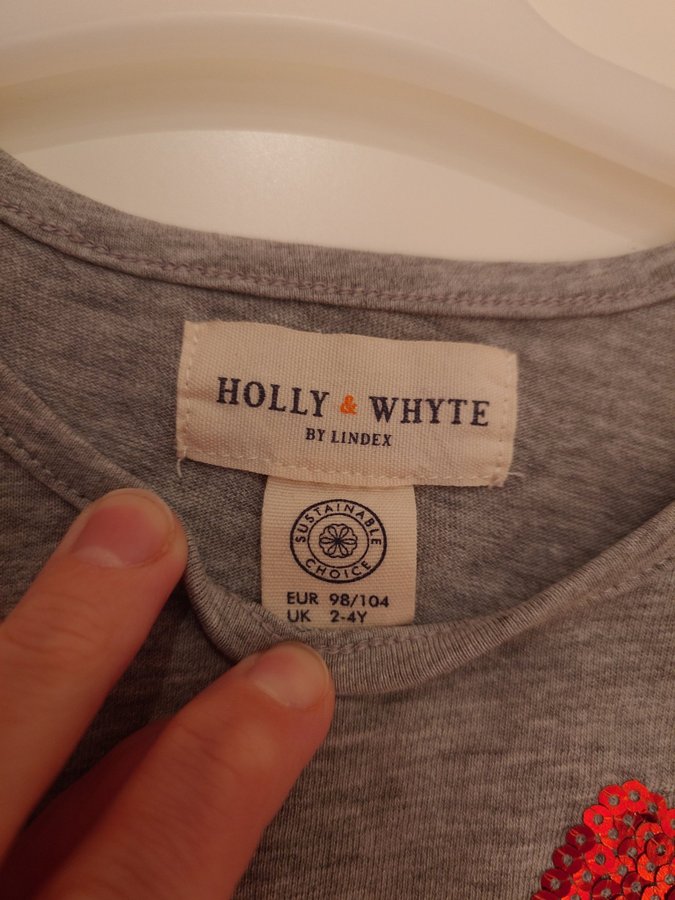 HOLLY & WHYTE
BY LINDEX
SUSTAINABLE
CHOICE
EUR 98/104
UK 2-4Y